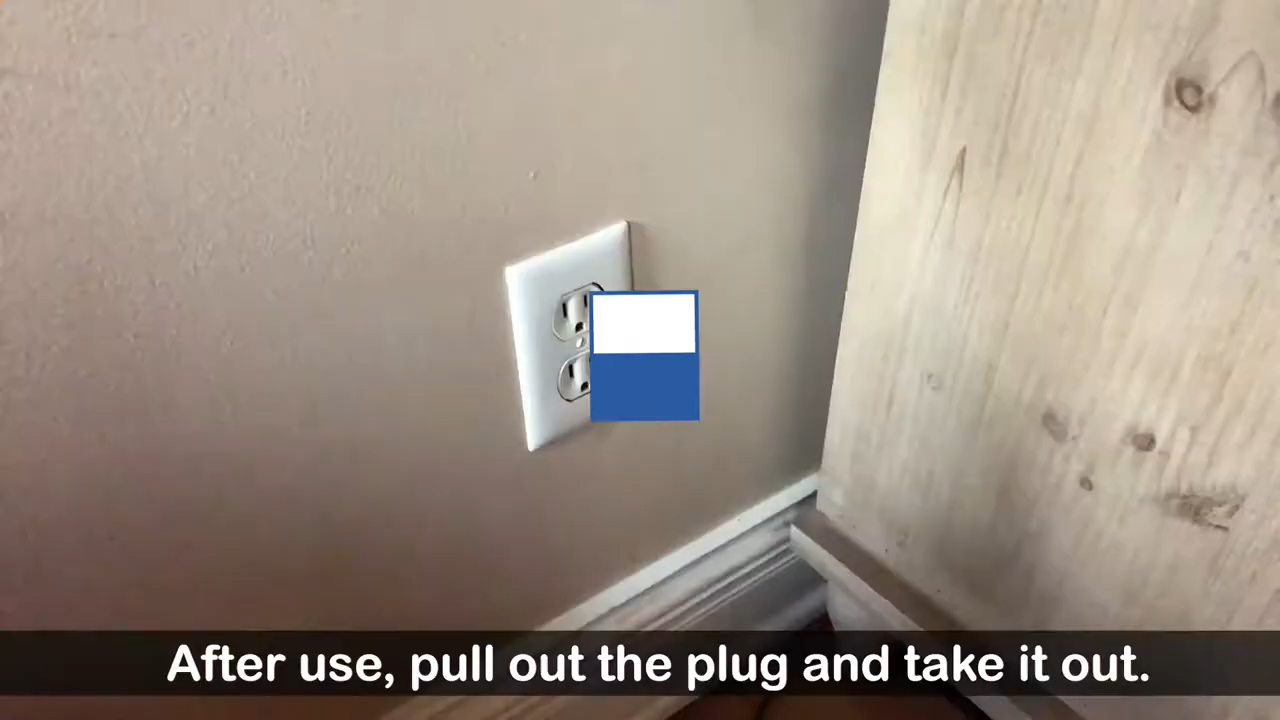 After use, pull out the plug and take it out.